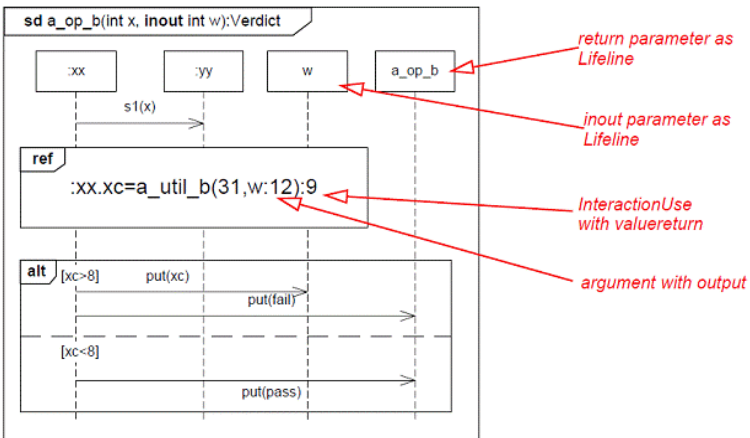 sd a_op_b(int x, inout int w):Verdict
return parameter as
Lifeline
:xx
:yy
w
a_op_b
s1(x)
inout parameter as
Lifeline
ref
:xx.xc=a_util_b(31,w:12):9
InteractionUse
with valuereturn
alt
[xc>8]
put(xc)
argument with output
put(fail)
[xc<8]
put(pass)